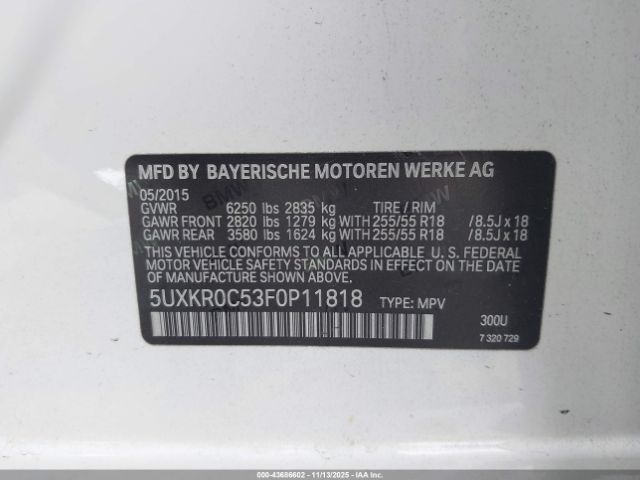 MFD BY BAYERISCHE MOTOREN WERKE AG
05/2015
GVWR 6250 lbs 2835 kg TIRE / RIM
GAWR FRONT 2820 lbs 1279 kg WITH 255/55 R18 / 8.5J x 18
GAWR REAR 3580 lbs 1624 kg WITH 255/55 R18 / 8.5J x 18
THIS VEHICLE CONFORMS TO ALL APPLICABLE U. S. FEDERAL
MOTOR VEHICLE SAFETY STANDARDS IN EFFECT ON THE DATE
OF MANUFACTURE SHOWN ABOVE.
5UXKR0C53F0P11818 TYPE: MPV
300U
7 320 729
000-43686602 - 11/13/2025 - IAAI.CA